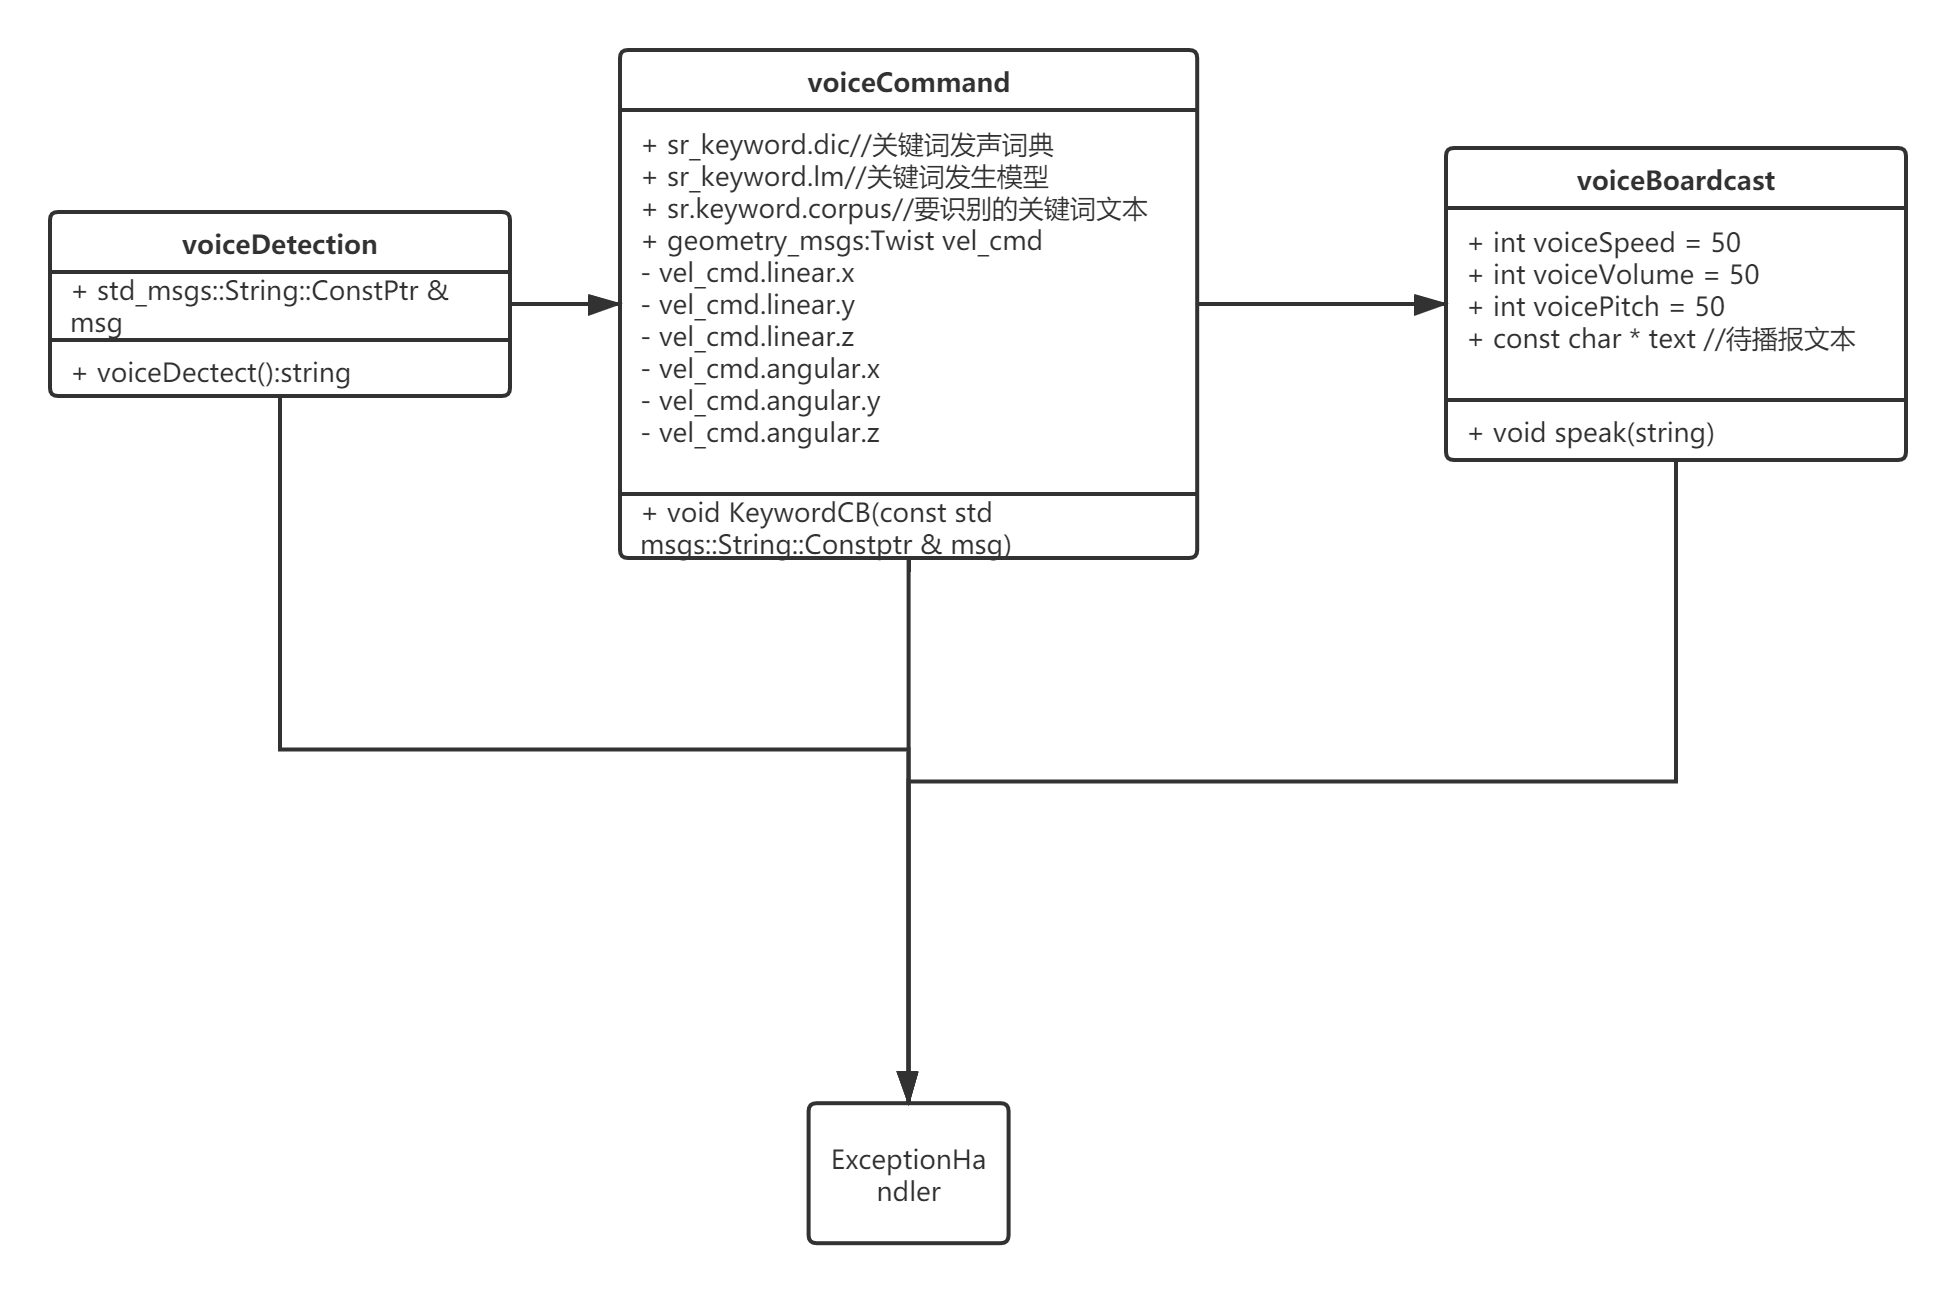 voiceCommand
+ sr_keyword.dic//关键词发声词典
+ sr_keyword.lm//关键词发生模型
+ sr.keyword.corpus//要识别的关键词文本
+ geometry_msgs:Twist vel_cmd
- vel_cmd.linear.x
- vel_cmd.linear.y
- vel_cmd.linear.z
- vel_cmd.angular.x
- vel_cmd.angular.y
- vel_cmd.angular.z
+ void KeywordCB(const std
msgs::String::Constptr & msg)
voiceDetection
+ std_msgs::String::ConstPtr &
msg
+ voiceDectect():string
voiceBoardcast
+ int voiceSpeed = 50
+ int voiceVolume = 50
+ int voicePitch = 50
+ const char * text //待播报文本
+ void speak(string)
ExceptionHa
ndler